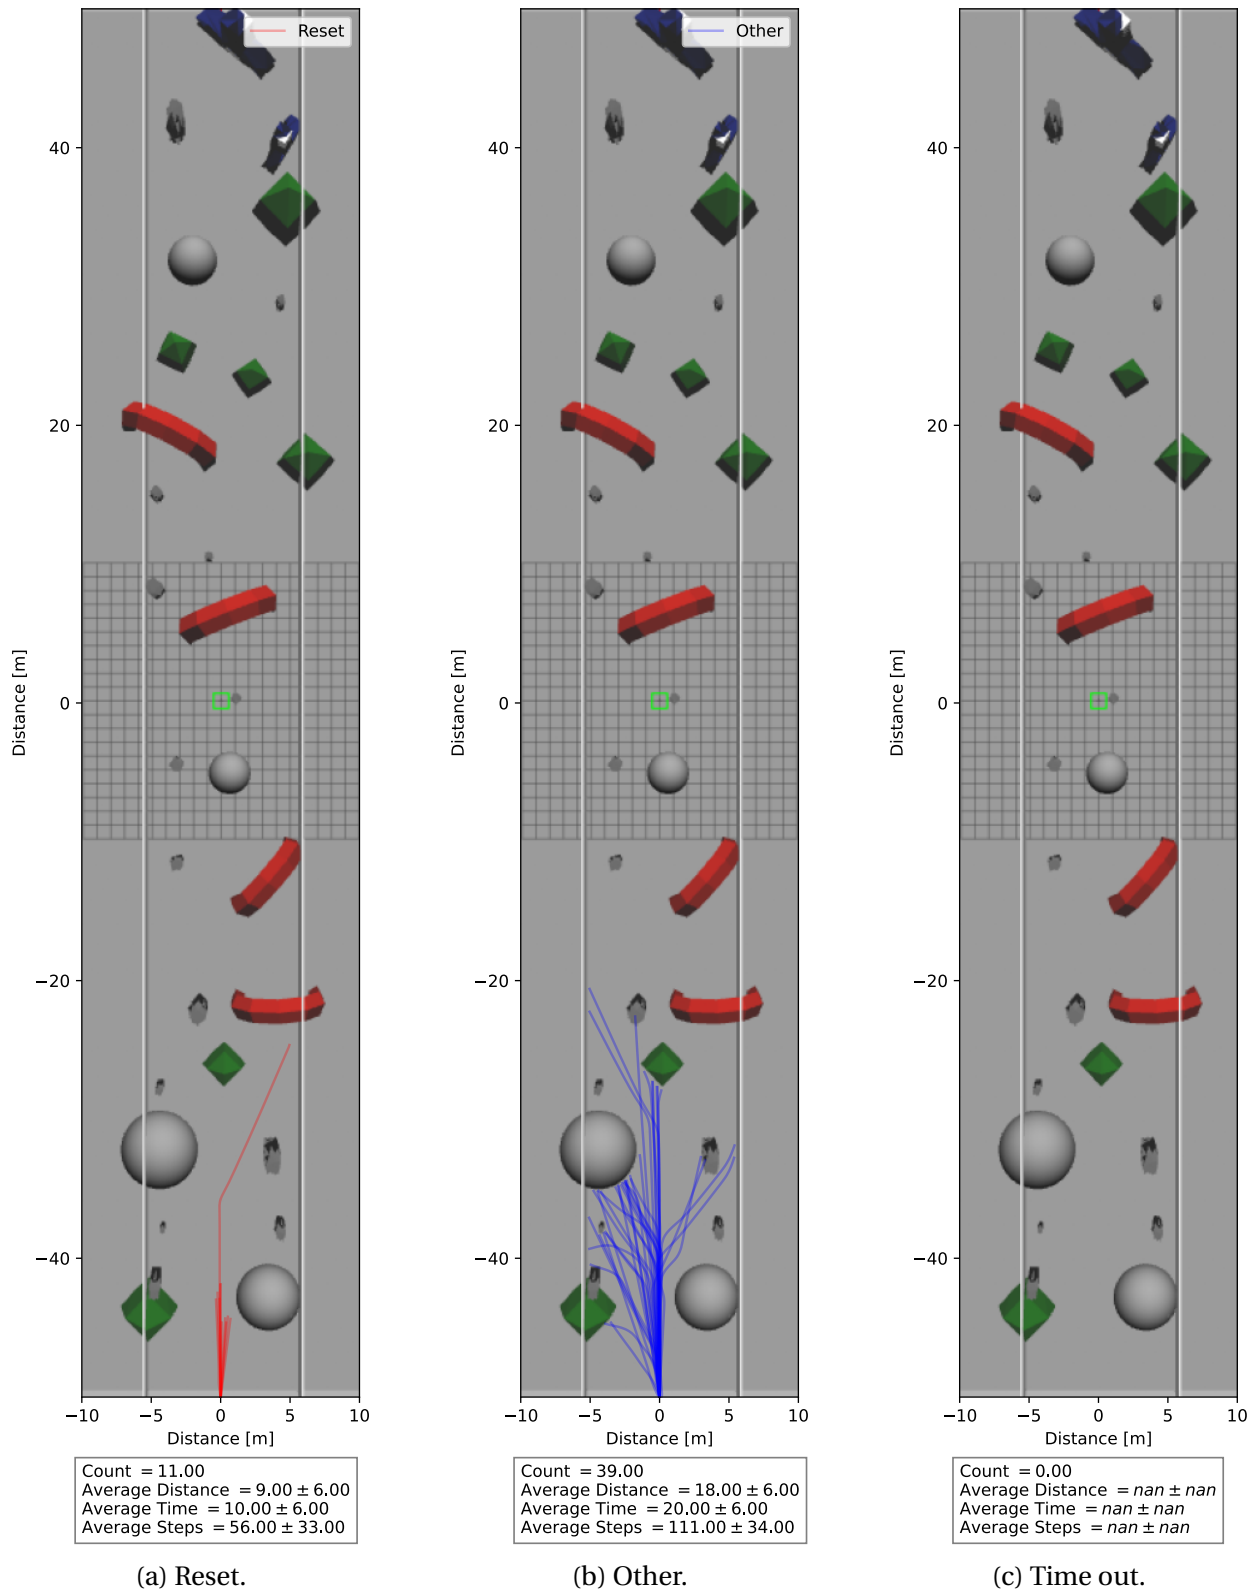 Reset
Other
40
20
0
−20
−40
Distance [m]
−10 −5 0 5 10
Distance [m]
Count = 11.00
Average Distance = 9.00 ± 6.00
Average Time = 10.00 ± 6.00
Average Steps = 56.00 ± 33.00
(a) Reset.
40
20
0
−20
−40
Distance [m]
−10 −5 0 5 10
Distance [m]
Count = 39.00
Average Distance = 18.00 ± 6.00
Average Time = 20.00 ± 6.00
Average Steps = 111.00 ± 34.00
(b) Other.
40
20
0
−20
−40
Distance [m]
−10 −5 0 5 10
Distance [m]
Count = 0.00
Average Distance = nan ± nan
Average Time = nan ± nan
Average Steps = nan ± nan
(c) Time out.